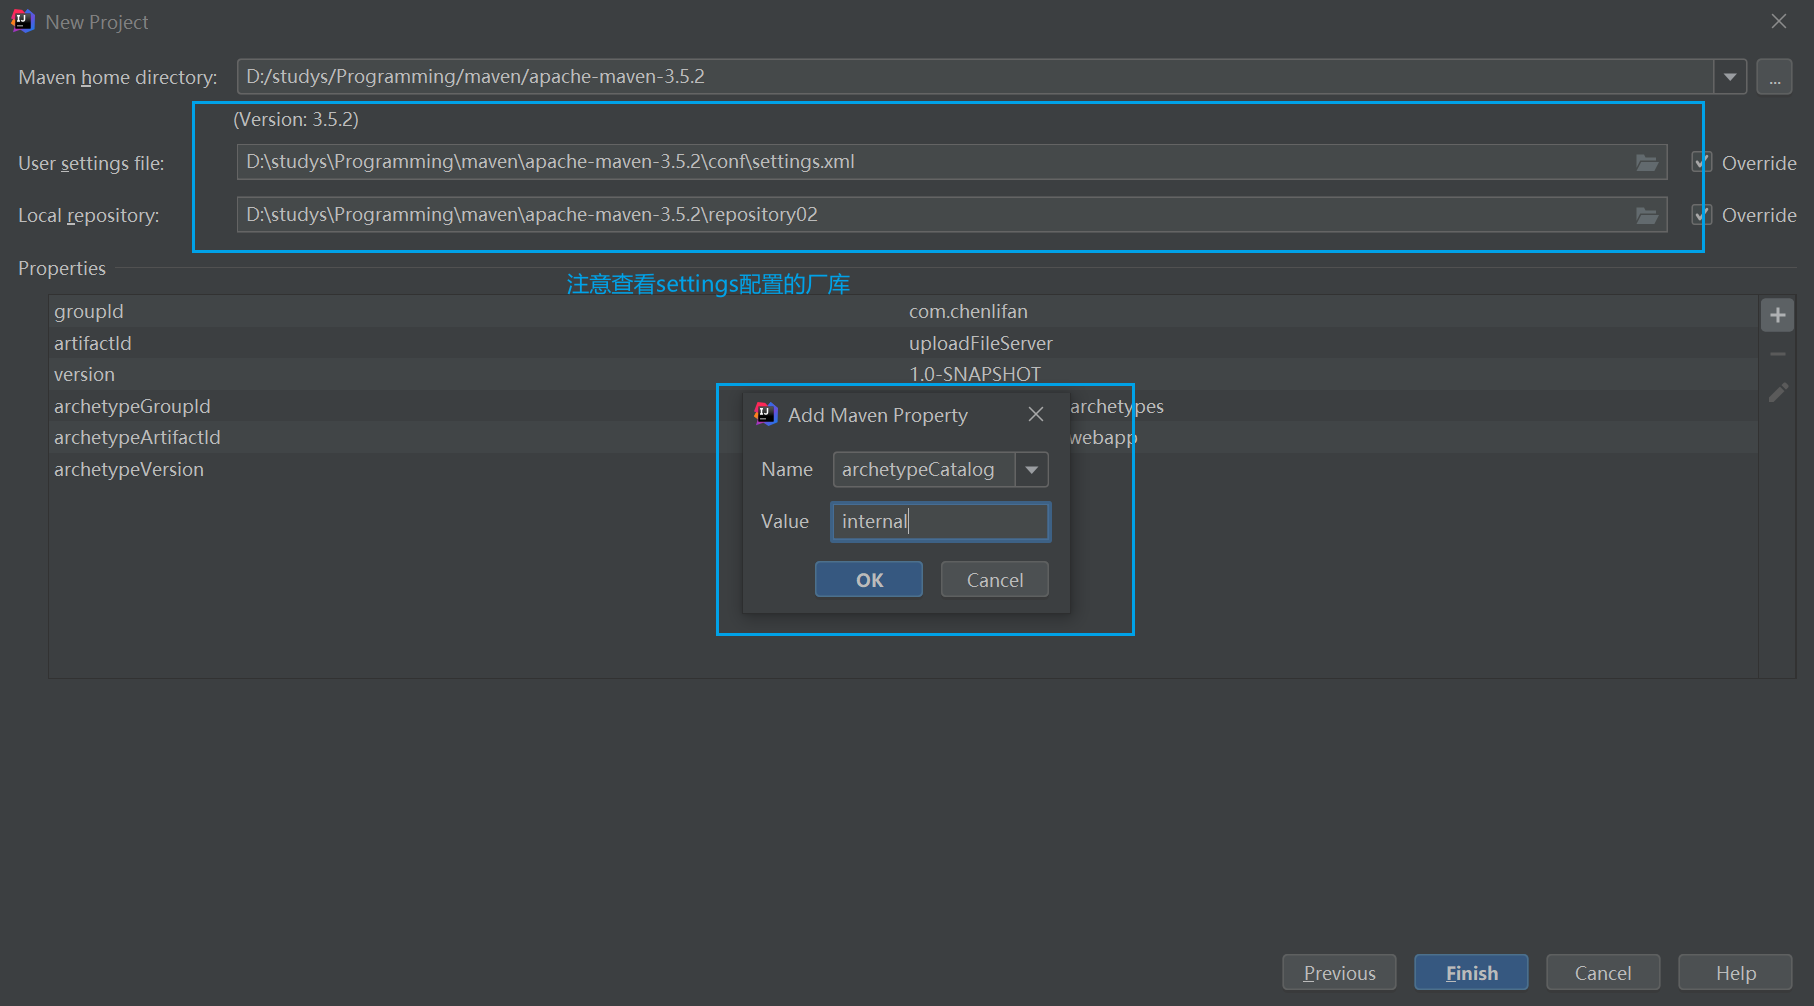 New Project
Maven home directory: D:/studys/Programming/maven/apache-maven-3.5.2 ...
(Version: 3.5.2)
User settings file: D:\studys\Programming\maven\apache-maven-3.5.2\conf\settings.xml Override
Local repository: D:\studys\Programming\maven\apache-maven-3.5.2\repository02 Override
Properties
注意查看settings配置的厂库
groupId com.chenlifan
artifactId uploadFileServer
version 1.0-SNAPSHOT
archetypeGroupId archetypes
archetypeArtifactId webapp
archetypeVersion
Add Maven Property
Name archetypeCatalog
Value internal
OK Cancel
Previous Finish Cancel Help